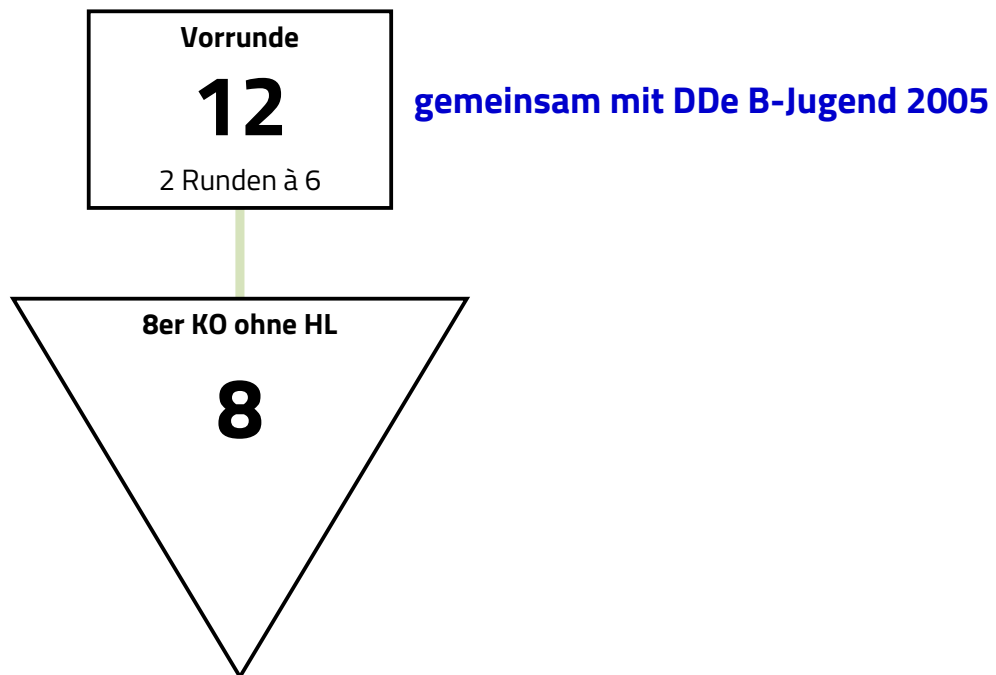 Vorrunde
12
gemeinsam mit DDe B-Jugend 2005
2 Runden à 6
8er KO ohne HL
8